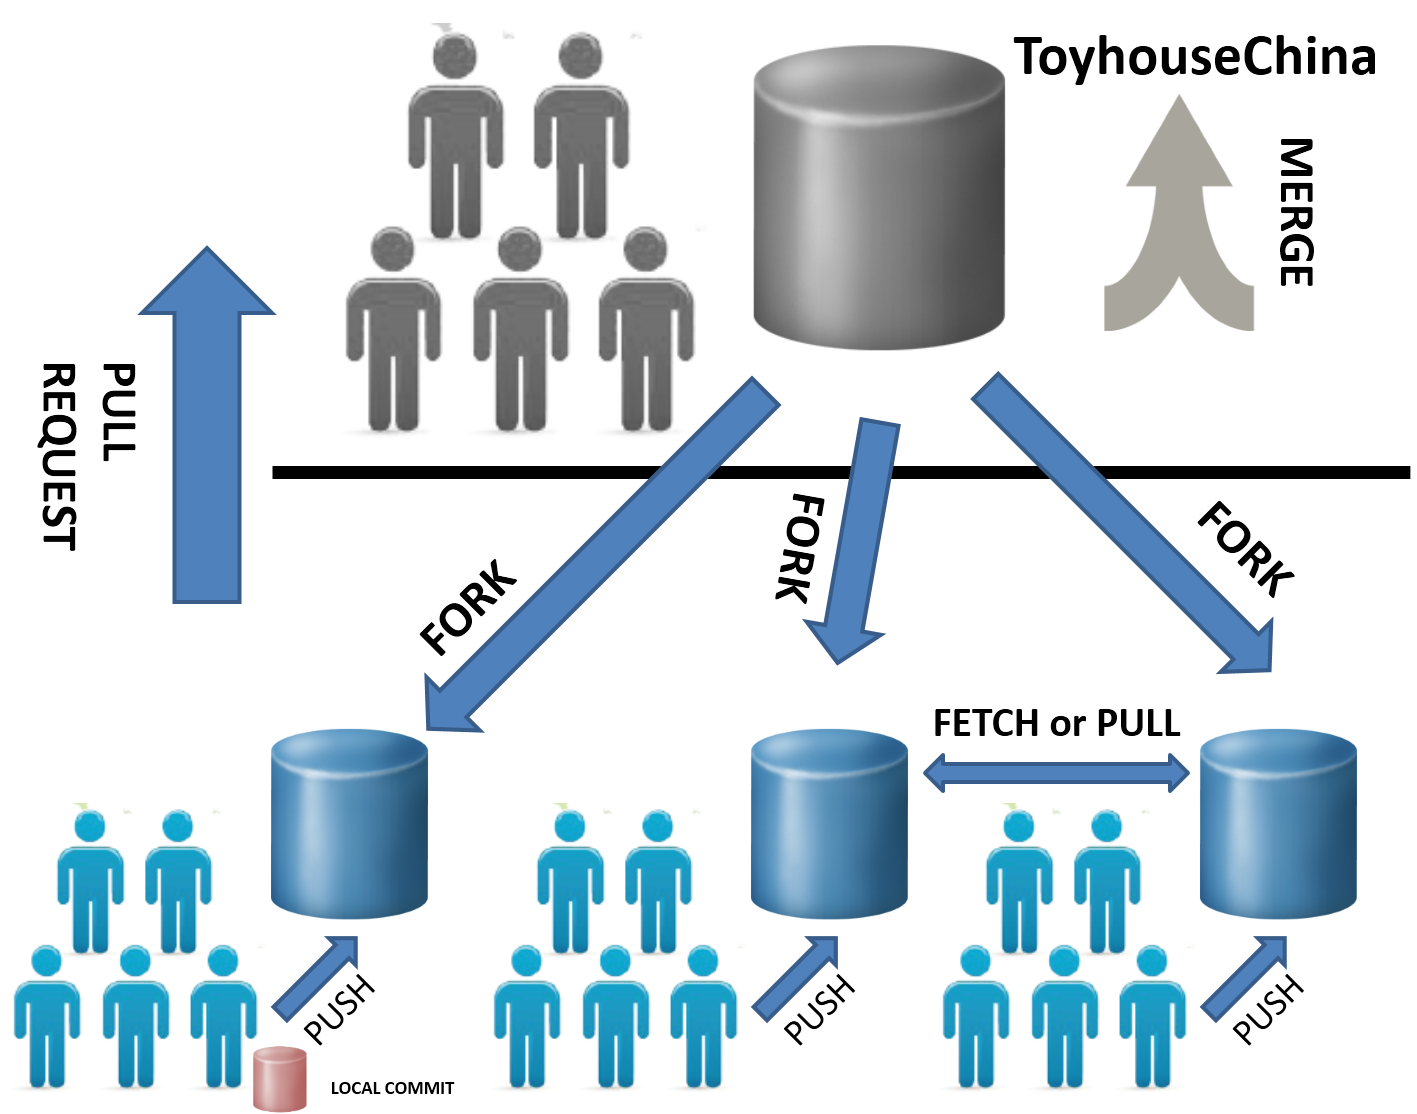 ToyhouseChina
MERGE
PULL
REQUEST
FORK
FORK
FORK
FETCH or PULL
PUSH
PUSH
PUSH
LOCAL COMMIT